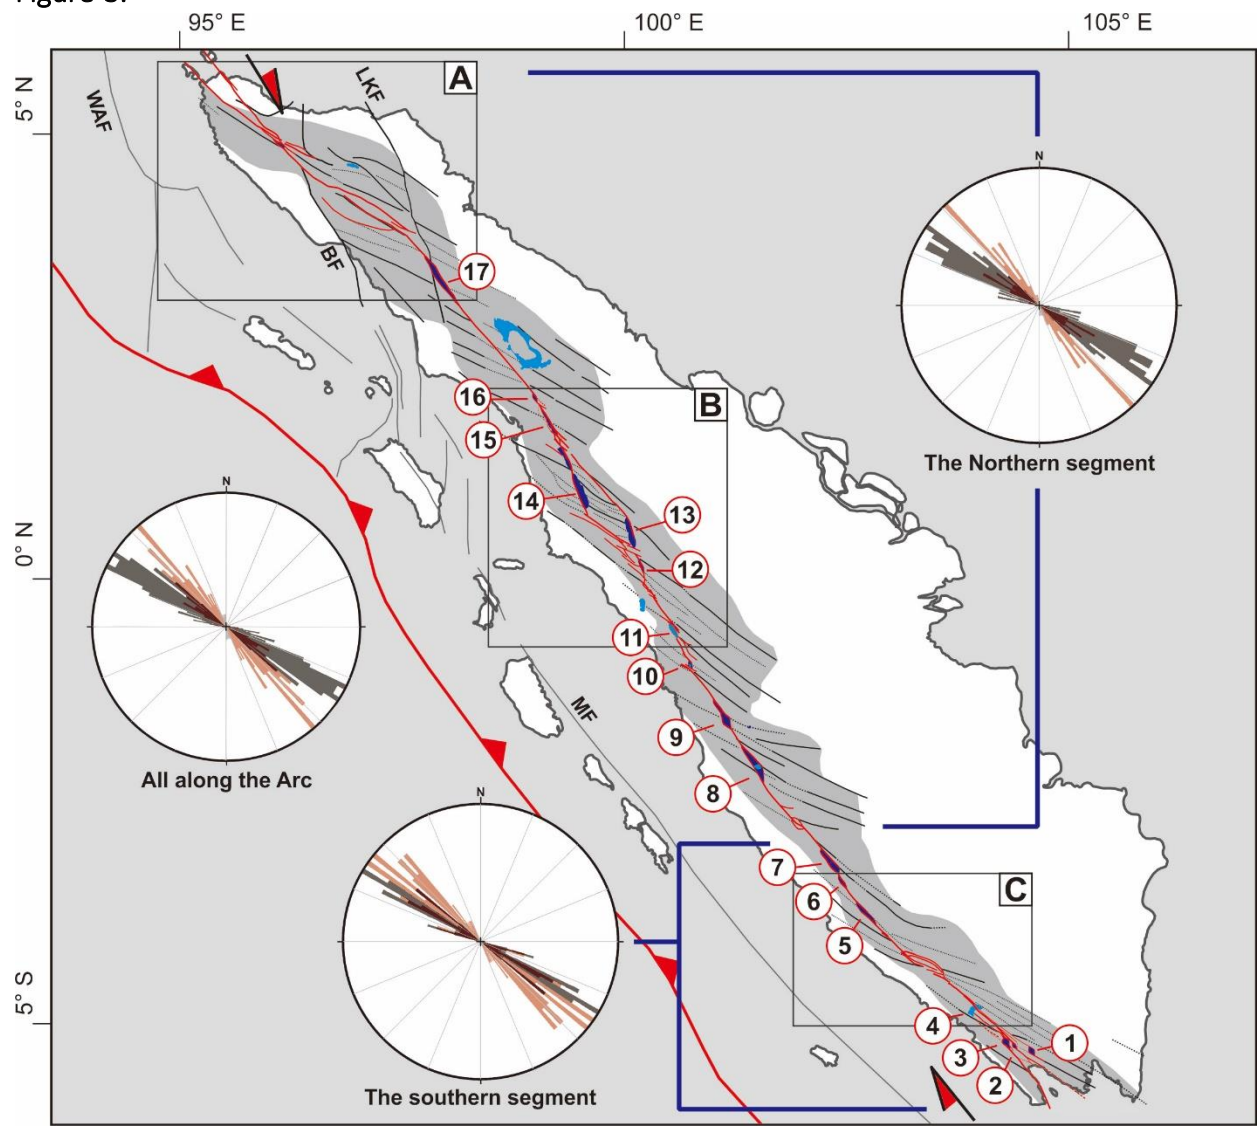 95° E
100° E
105° E
5° N
0° N
5° S
WAF
LKF
A
BF
17
N
The Northern segment
B
16
15
14
13
12
11
10
N
All along the Arc
MF
9
8
7
6
5
C
4
3
2
1
N
The southern segment